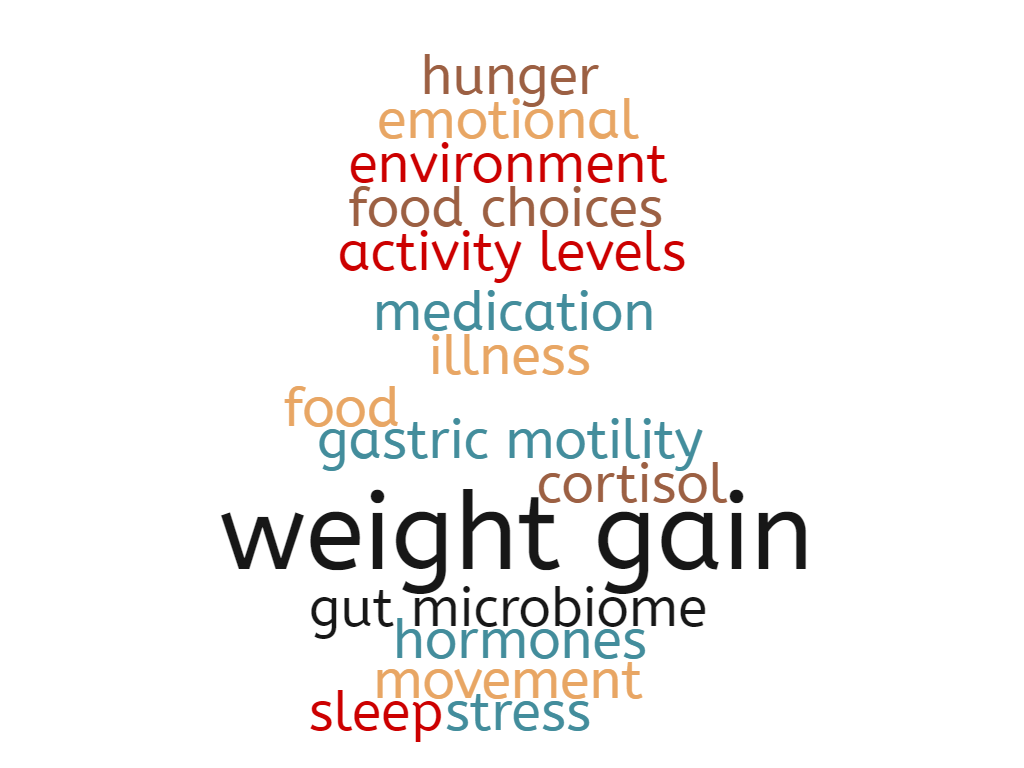 hunger
emotional
environment
food choices
activity levels
medication
illness
food
gastric motility
cortisol
weight gain
gut microbiome
hormones
movement
sleep stress